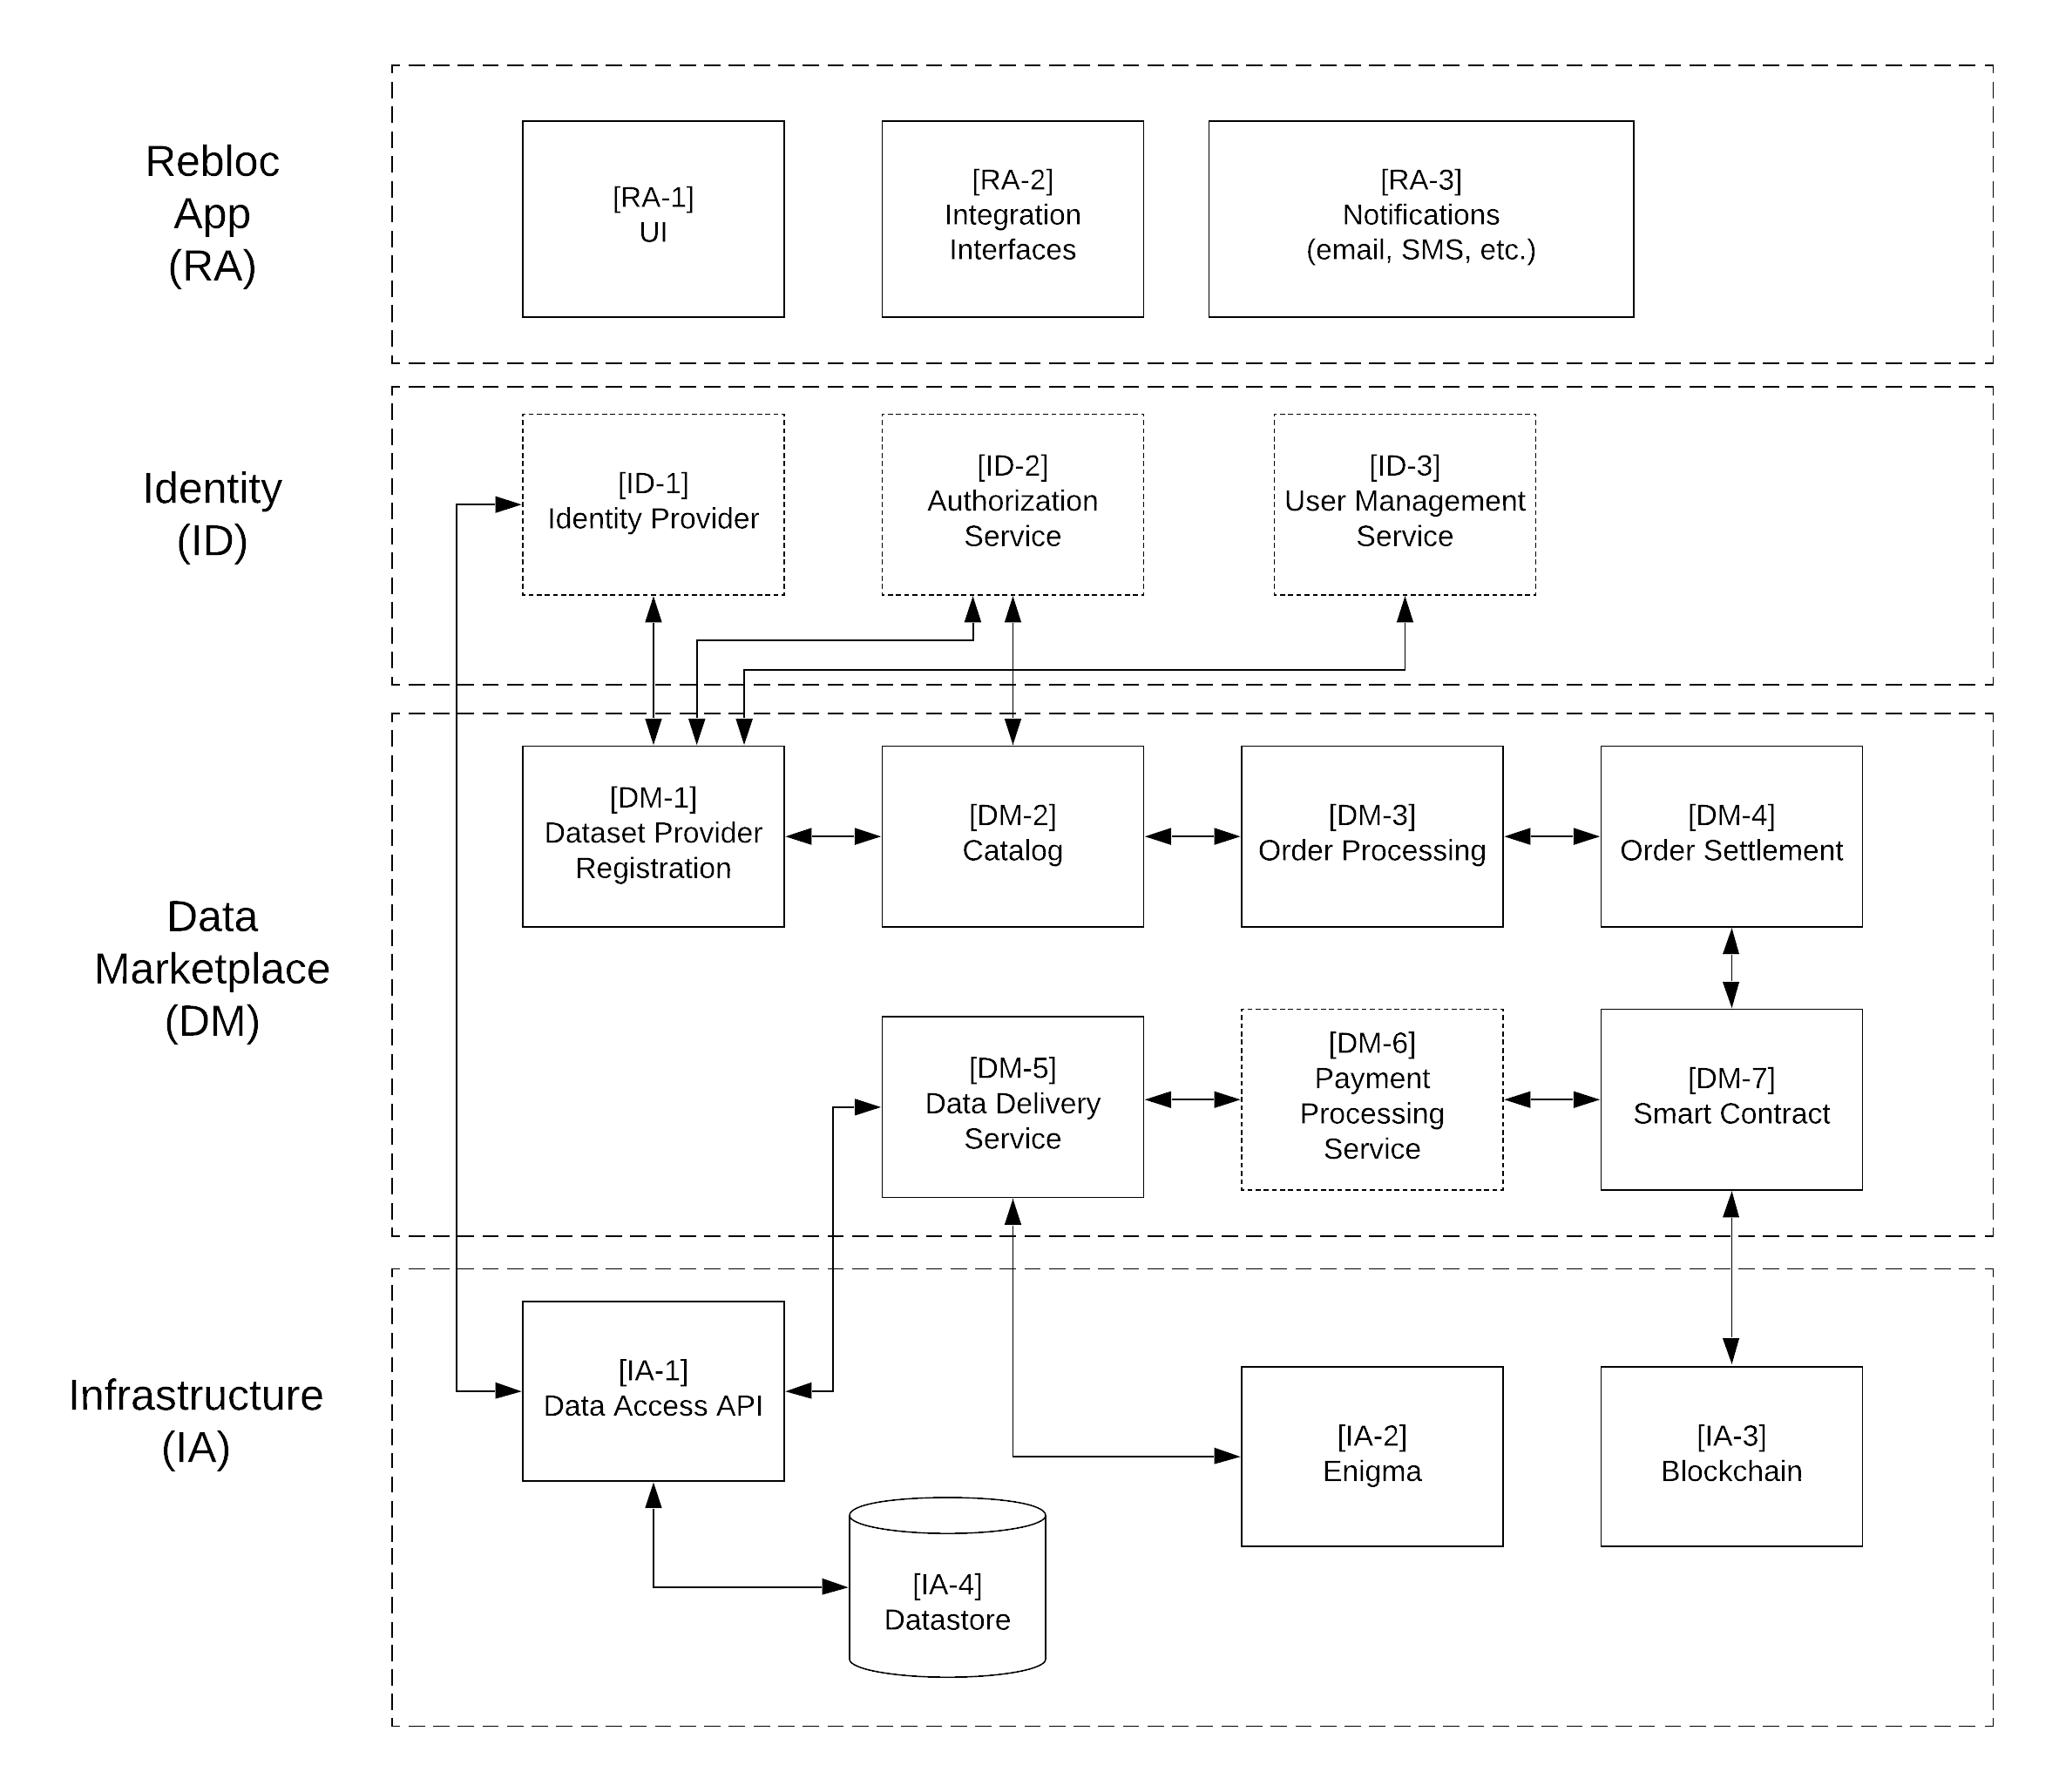 Rebloc
App
(RA)
[RA-1]
UI
[RA-2]
Integration
Interfaces
[RA-3]
Notifications
(email, SMS, etc.)
Identity
(ID)
[ID-1]
Identity Provider
[ID-2]
Authorization
Service
[ID-3]
User Management
Service
Data
Marketplace
(DM)
[DM-1]
Dataset Provider
Registration
[DM-2]
Catalog
[DM-3]
Order Processing
[DM-4]
Order Settlement
[DM-5]
Data Delivery
Service
[DM-6]
Payment
Processing
Service
[DM-7]
Smart Contract
Infrastructure
(IA)
[IA-1]
Data Access API
[IA-2]
Enigma
[IA-3]
Blockchain
[IA-4]
Datastore